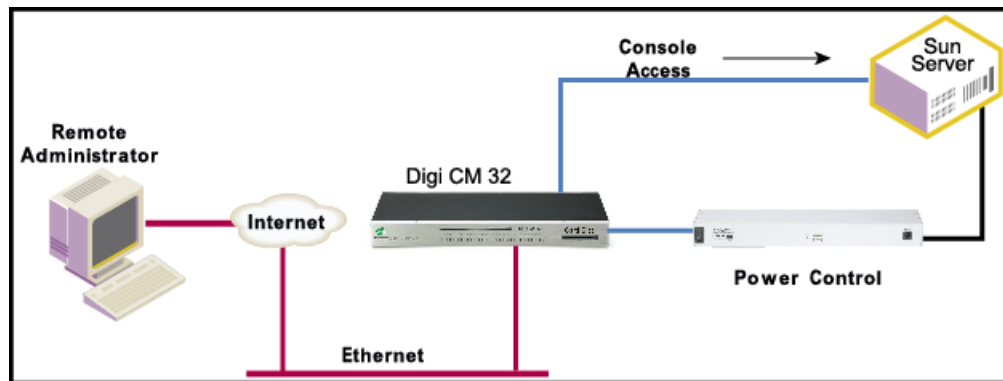 Console
Access
Sun
Server
Remote
Administrator
Digi CM 32
Internet
Power Control
Ethernet